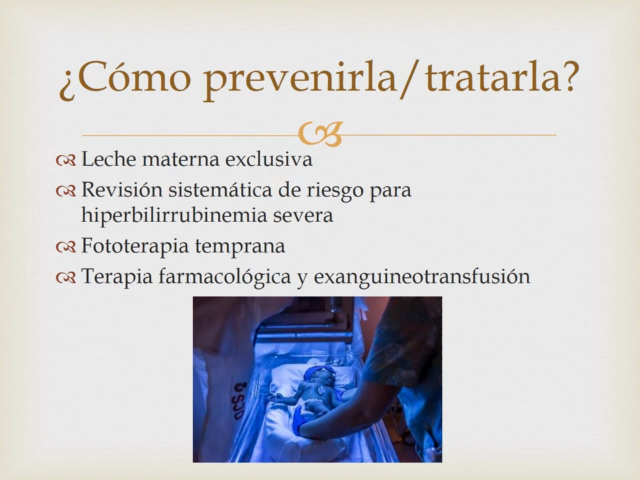 ¿Cómo prevenirla/tratarla?
Leche materna exclusiva
Revisión sistemática de riesgo para
hiperbilirrubinemia severa
Fototerapia temprana
Terapia farmacológica y exanguineotransfusión